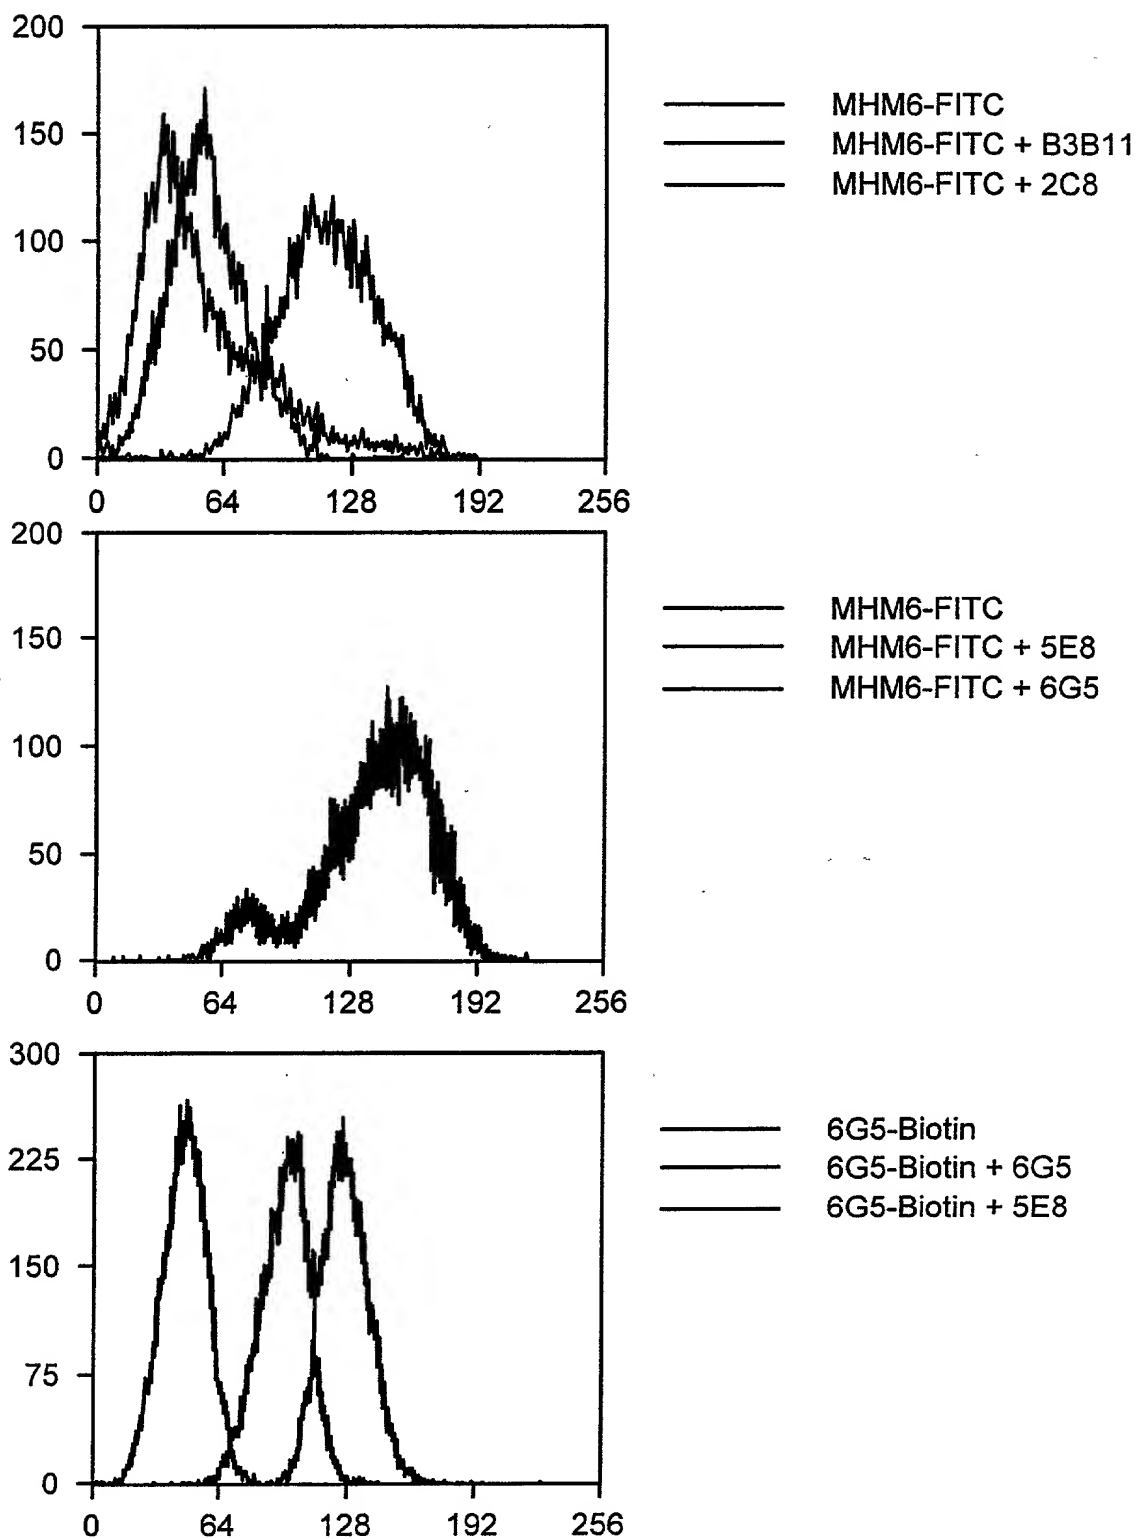 200
150
100
50
0
0 64 128 192 256
MHM6-FITC
MHM6-FITC + B3B11
MHM6-FITC + 2C8
200
150
100
50
0
0 64 128 192 256
MHM6-FITC
MHM6-FITC + 5E8
MHM6-FITC + 6G5
300
225
150
75
0
0 64 128 192 256
6G5-Biotin
6G5-Biotin + 6G5
6G5-Biotin + 5E8